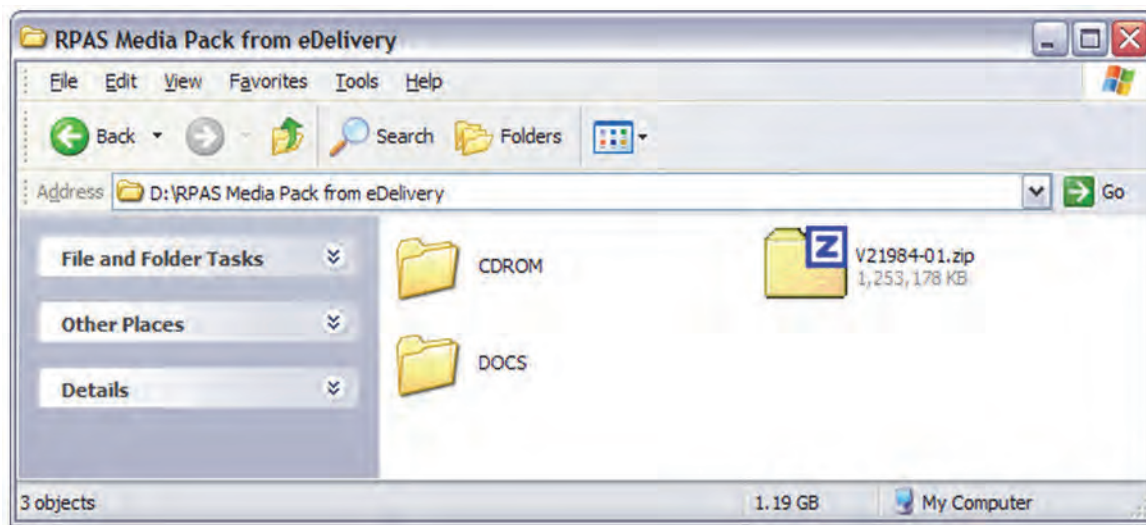 RPAS Media Pack from eDelivery
File Edit View Favorites Tools Help
Back Search Folders
Address D:\RPAS Media Pack from eDelivery Go
File and Folder Tasks
CDROM
Z
V21984-01.zip
1,253,178 KB
Other Places
DOCS
Details
3 objects 1.19 GB My Computer